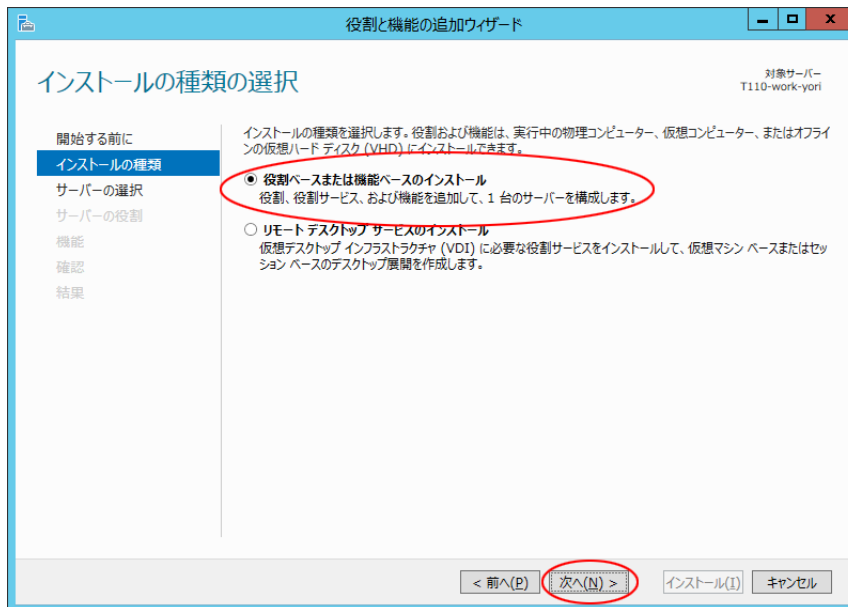 役割と機能の追加ウィザード
インストールの種類の選択
対象サーバー
T110-work-yori
開始する前に
インストールの種類
サーバーの選択
サーバーの役割
機能
確認
結果
インストールの種類を選択します。役割および機能は、実行中の物理コンピューター、仮想コンピューター、またはオフライ
ンの仮想ハード ディスク (VHD) にインストールできます。
役割ベースまたは機能ベースのインストール
役割、役割サービス、および機能を追加して、1 台のサーバーを構成します。
リモート デスクトップ サービスのインストール
仮想デスクトップ インフラストラクチャ (VDI) に必要な役割サービスをインストールして、仮想マシン ベースまたはセッ
ション ベースのデスクトップ展開を作成します。
< 前へ(P)
次へ(N) >
インストール(I)
キャンセル